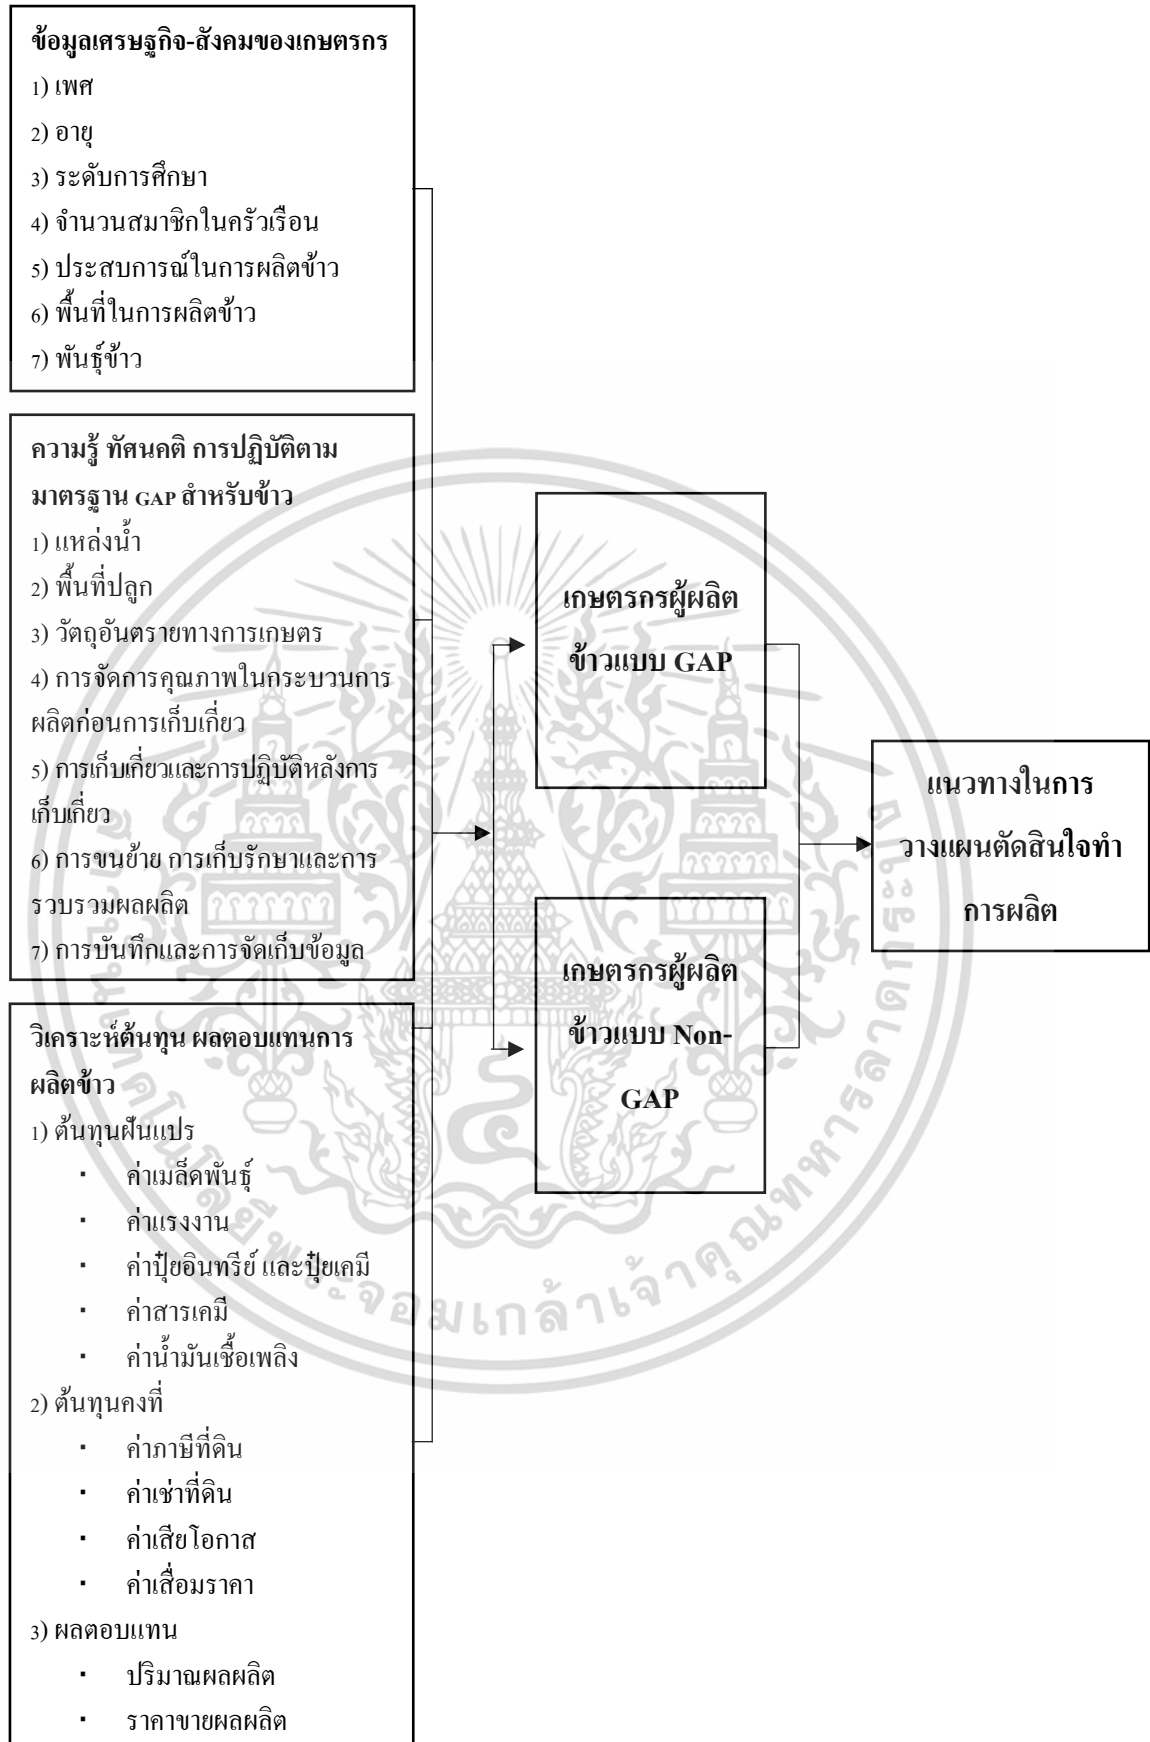 ข้อมูลเศรษฐกิจ-สังคมของเกษตรกร
1) เพศ
2) อายุ
3) ระดับการศึกษา
4) จำนวนสมาชิกในครัวเรือน
5) ประสบการณ์ในการผลิตข้าว
6) พื้นที่ในการผลิตข้าว
7) พันธุ์ข้าว
ความรู้ ทัศนคติ การปฏิบัติตาม
มาตรฐาน GAP สำหรับข้าว
1) แหล่งน้ำ
2) พื้นที่ปลูก
3) วัตถุอันตรายทางการเกษตร
4) การจัดการคุณภาพในกระบวนการ
ผลิตก่อนการเก็บเกี่ยว
5) การเก็บเกี่ยวและการปฏิบัติหลังการ
เก็บเกี่ยว
6) การขนย้าย การเก็บรักษาและการ
รวบรวมผลผลิต
7) การบันทึกและการจัดเก็บข้อมูล
วิเคราะห์ต้นทุน ผลตอบแทนการ
ผลิตข้าว
1) ต้นทุนผันแปร
▪ ค่าเมล็ดพันธุ์
▪ ค่าแรงงาน
▪ ค่าปุ๋ยอินทรีย์ และปุ๋ยเคมี
▪ ค่าสารเคมี
▪ ค่าน้ำมันเชื้อเพลิง
2) ต้นทุนคงที่
▪ ค่าภาษีที่ดิน
▪ ค่าเช่าที่ดิน
▪ ค่าเสียโอกาส
▪ ค่าเสื่อมราคา
3) ผลตอบแทน
▪ ปริมาณผลผลิต
▪ ราคาขายผลผลิต
เกษตรกรผู้ผลิต
ข้าวแบบ GAP
เกษตรกรผู้ผลิต
ข้าวแบบ Non-
GAP
แนวทางในการ
วางแผนตัดสินใจทำ
การผลิต